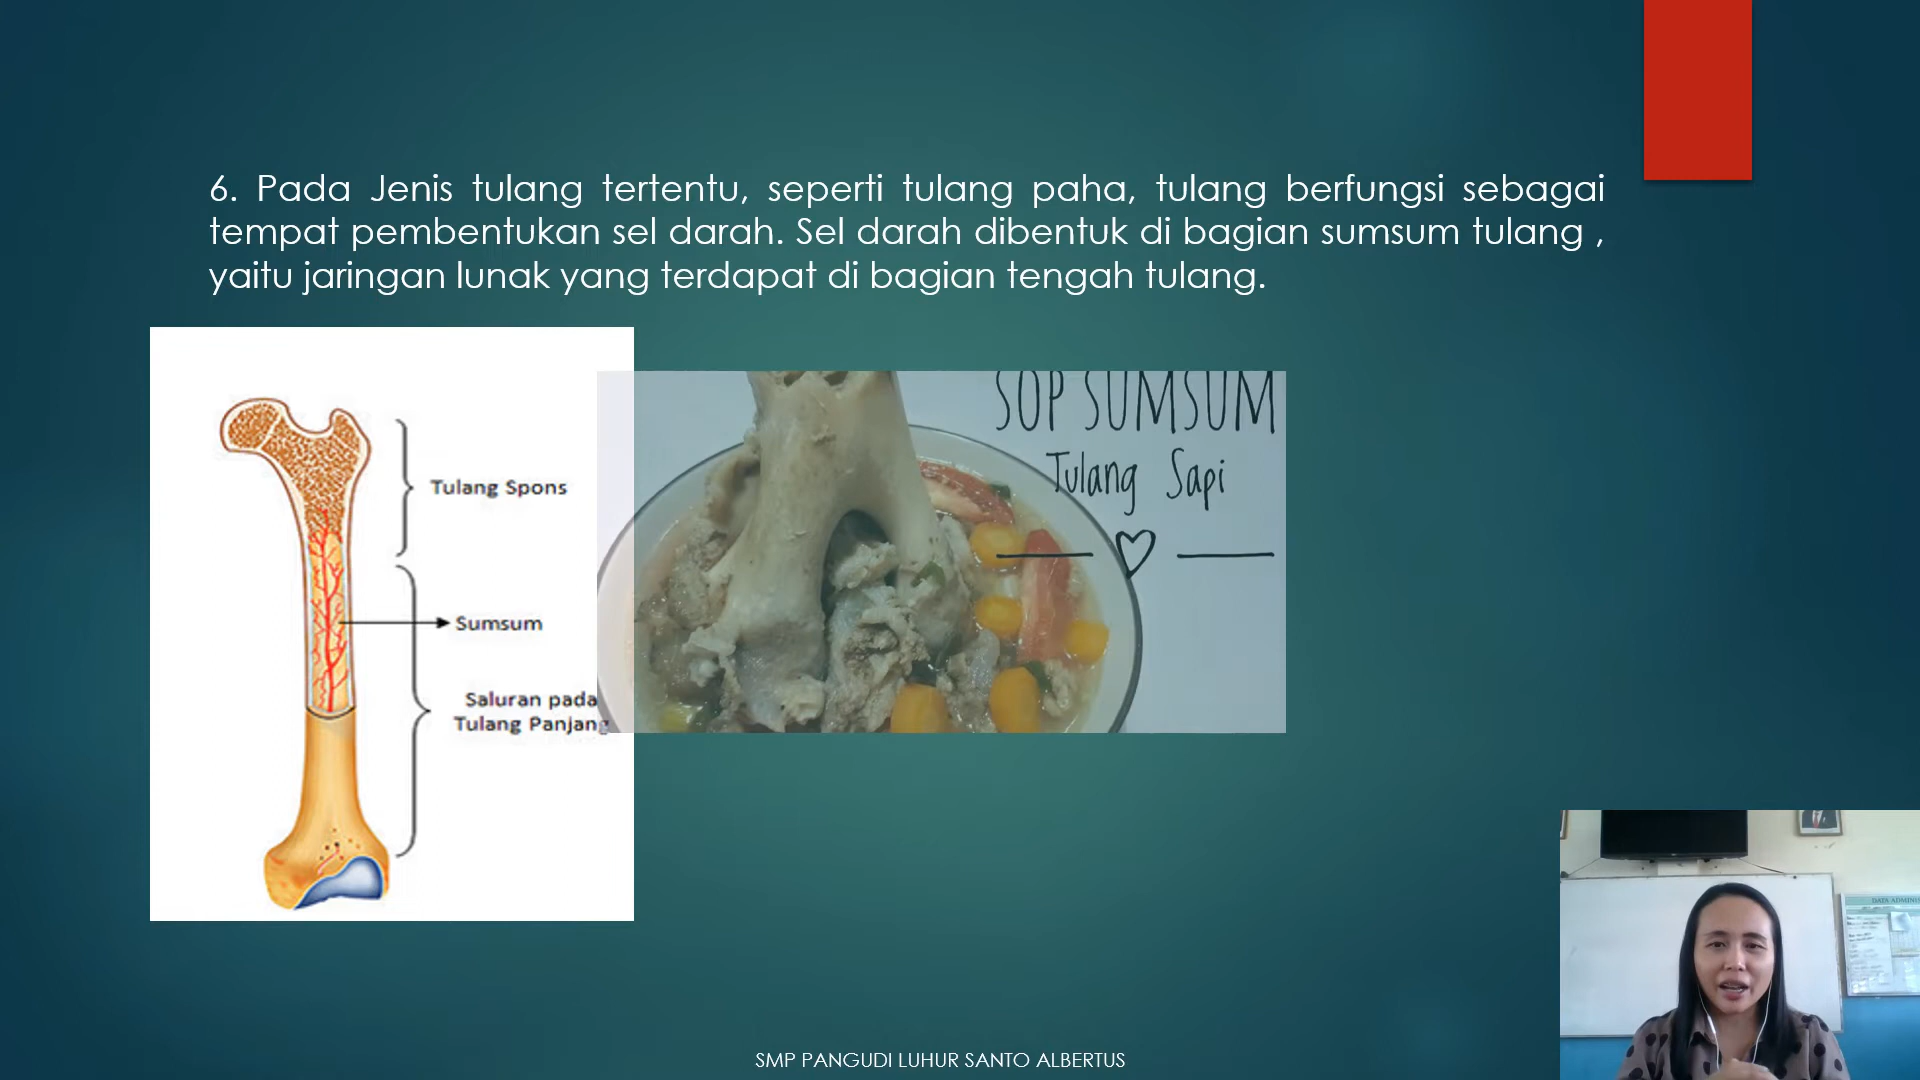 6. Pada Jenis tulang tertentu, seperti tulang paha, tulang berfungsi sebagai
tempat pembentukan sel darah. Sel darah dibentuk di bagian sumsum tulang ,
yaitu jaringan lunak yang terdapat di bagian tengah tulang.
Tulang Spons
Sumsum
Saluran pada
Tulang Panjang
SOP SUMSUM
Tulang Sapi
DATA ADMINI
SMP PANGUDI LUHUR SANTO ALBERTUS